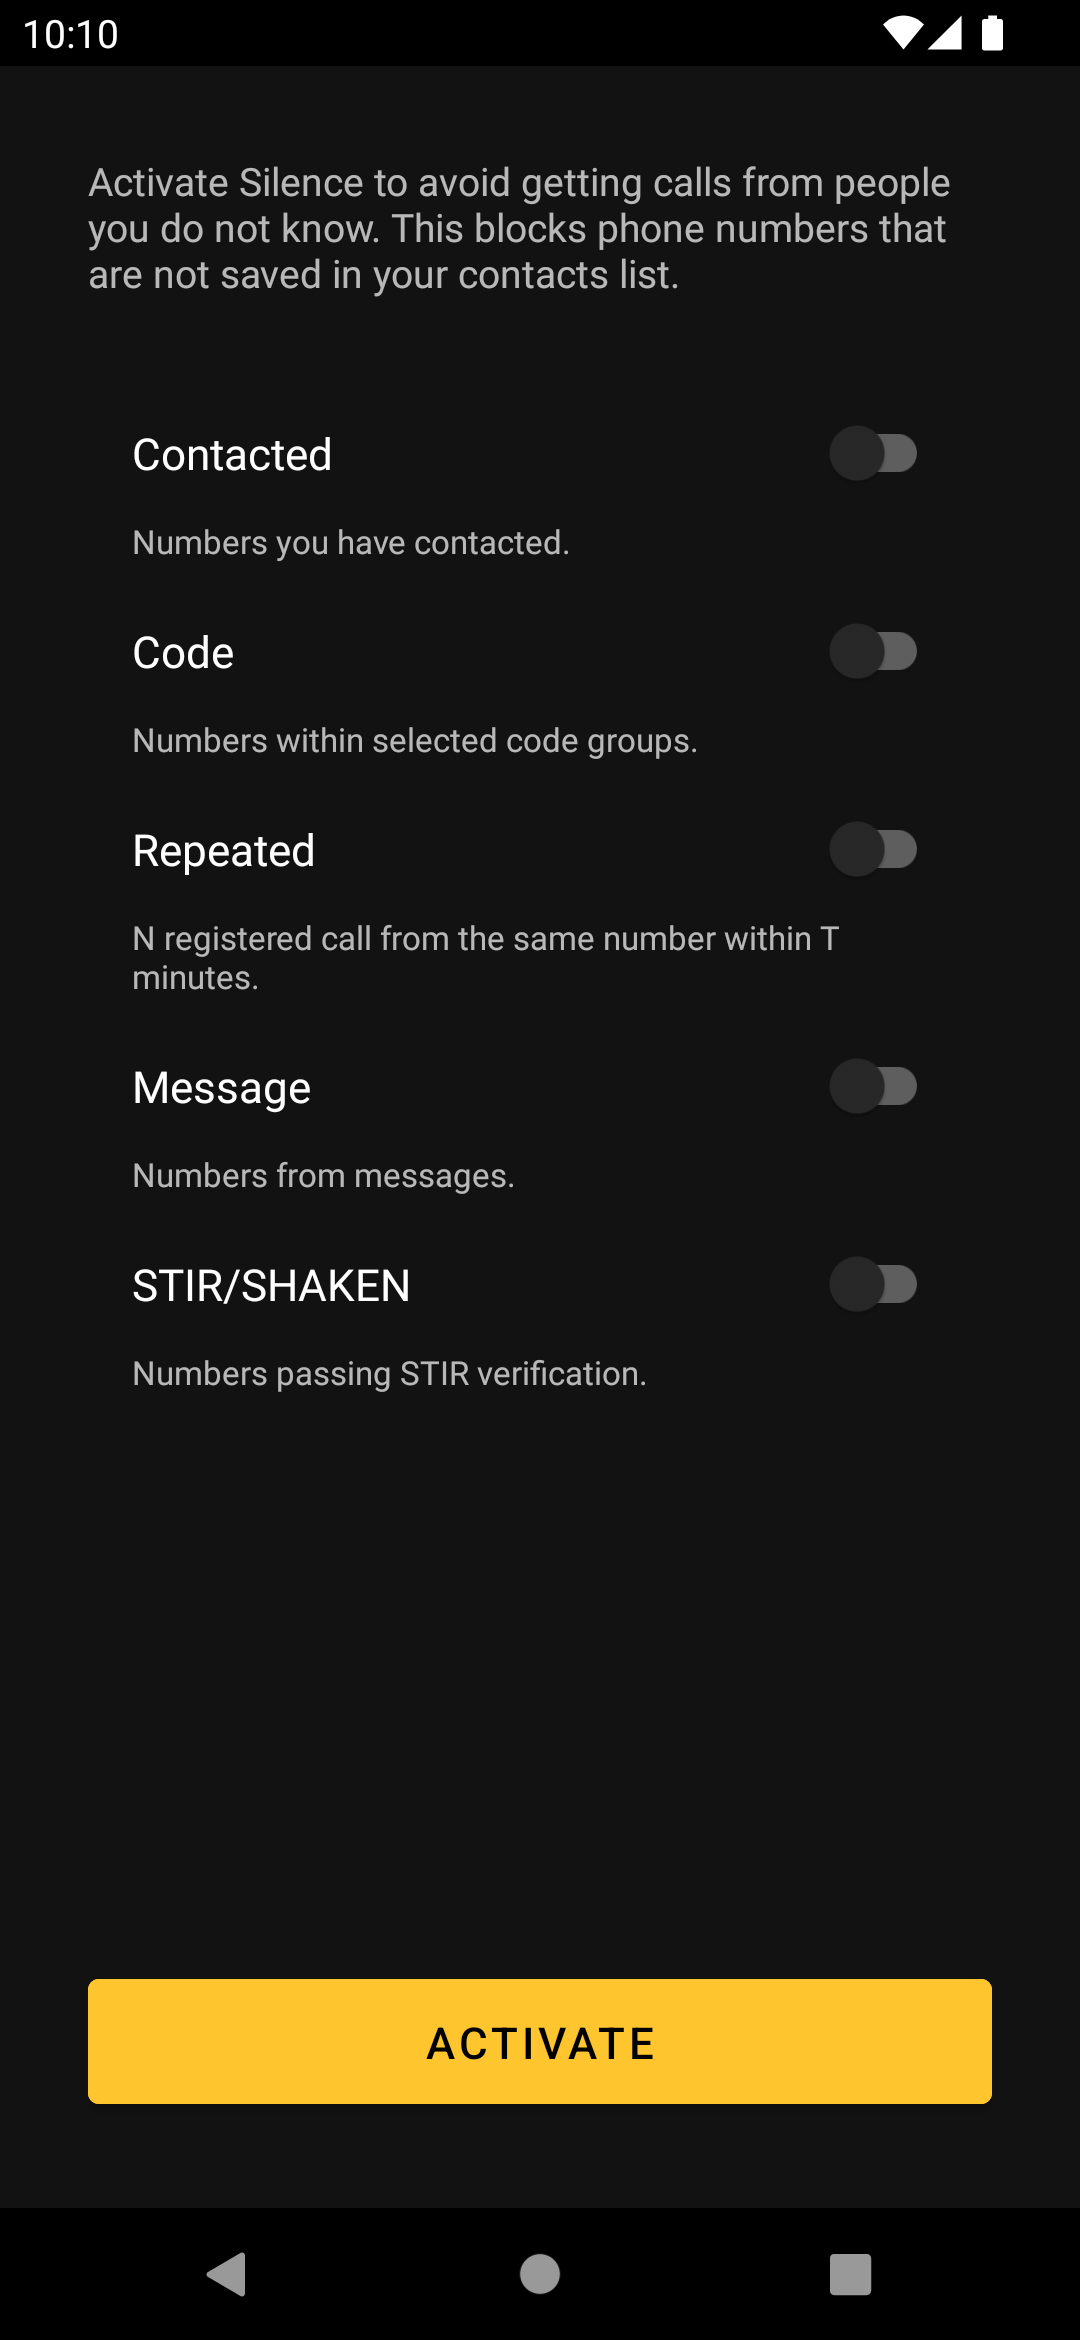 10:10
Activate Silence to avoid getting calls from people
you do not know. This blocks phone numbers that
are not saved in your contacts list.
Contacted
Numbers you have contacted.
Code
Numbers within selected code groups.
Repeated
N registered call from the same number within T
minutes.
Message
Numbers from messages.
STIR/SHAKEN
Numbers passing STIR verification.
ACTIVATE